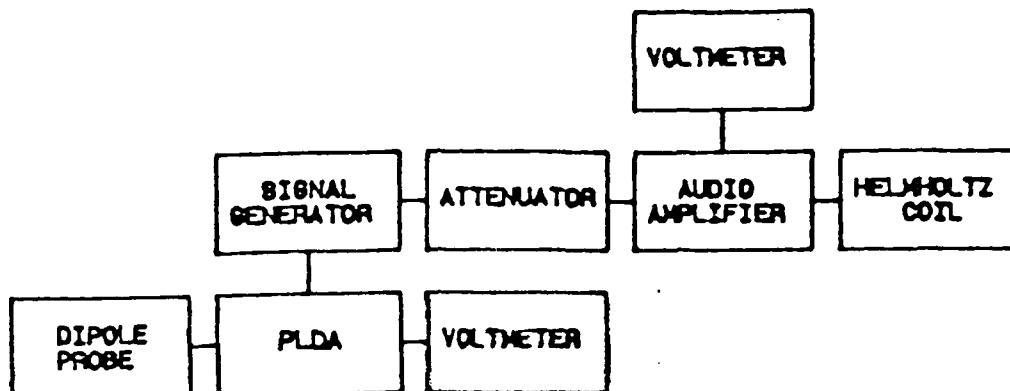 VOLTMETER
SIGNAL
GENERATOR
ATTENUATOR
AUDIO
AMPLIFIER
HELMHOLTZ
COIL
DIPOLE
PROBE
PLDA
VOLTMETER